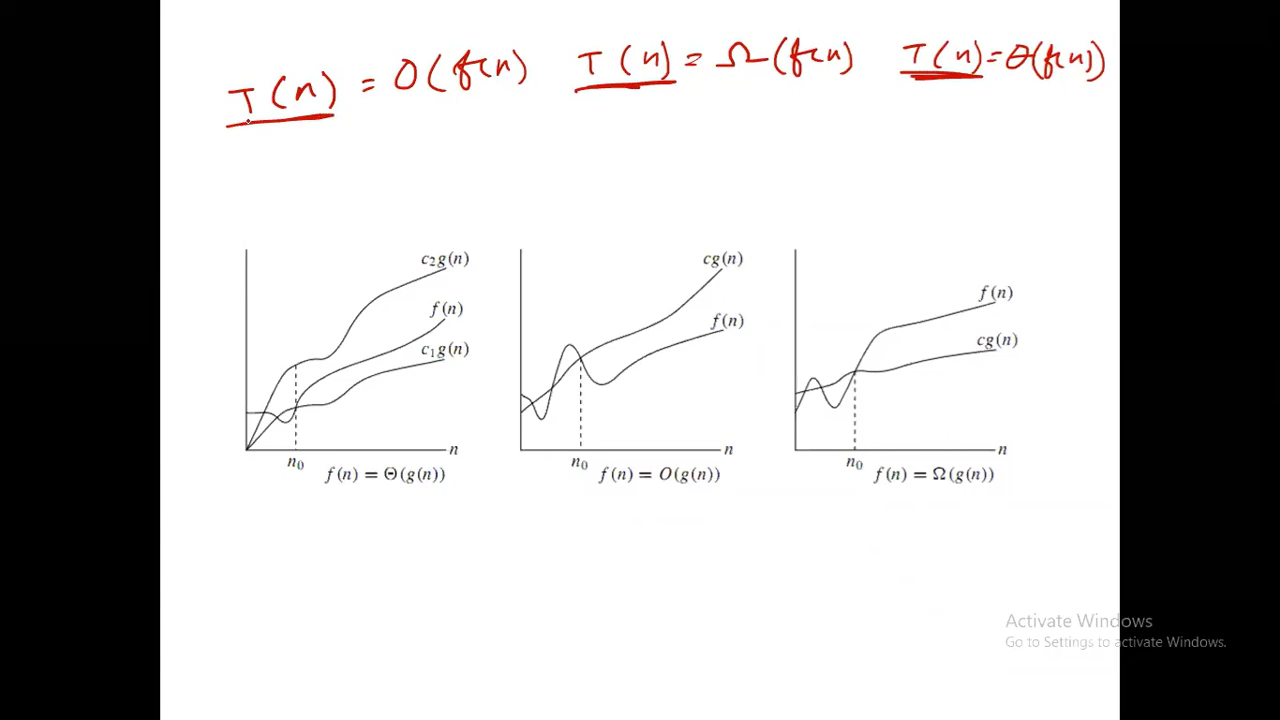 T(n) = O(f(n) T(n) = Ω(f(n) T(n)=θ(f(n))
c₂g(n) cg(n)
f(n) f(n) f(n)
c₁g(n) cg(n)
n n n
n₀ n₀ n₀
f(n) = Θ(g(n)) f(n) = O(g(n)) f(n) = Ω(g(n))
Activate Windows
Go to Settings to activate Windows.